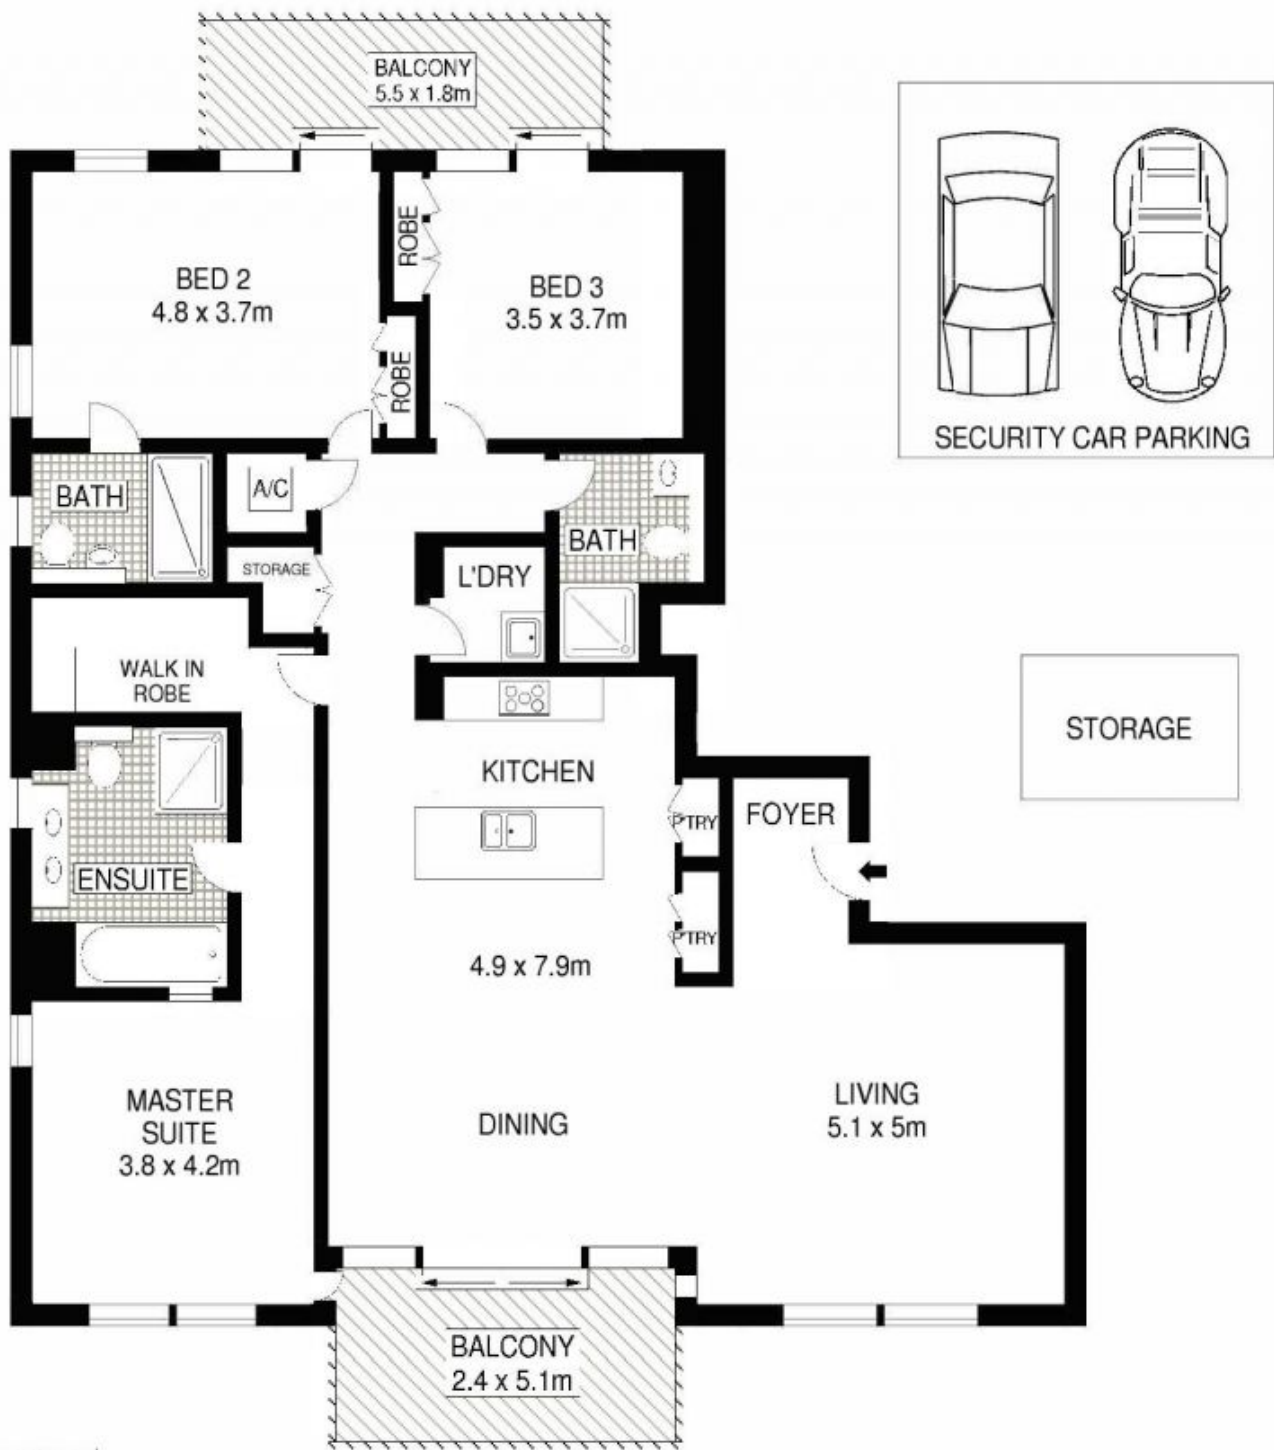 BALCONY
5.5 x 1.8m
BED 2
4.8 x 3.7m
ROBE
BED 3
3.5 x 3.7m
ROBE
SECURITY CAR PARKING
BATH
A/C
BATH
STORAGE
L'DRY
WALK IN
ROBE
STORAGE
KITCHEN
PTRY
FOYER
ENSUITE
PTRY
4.9 x 7.9m
MASTER
SUITE
3.8 x 4.2m
DINING
LIVING
5.1 x 5m
BALCONY
2.4 x 5.1m